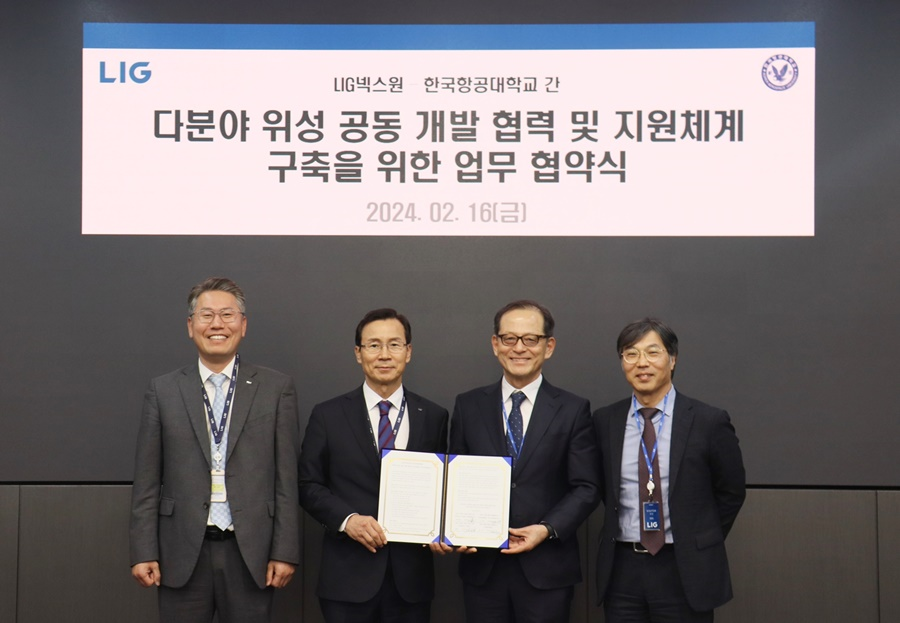 LIG
LIG넥스원 - 한국항공대학교 간
다분야 위성 공동 개발 협력 및 지원체계
구축을 위한 업무 협약식
2024. 02. 16(금)
LIG